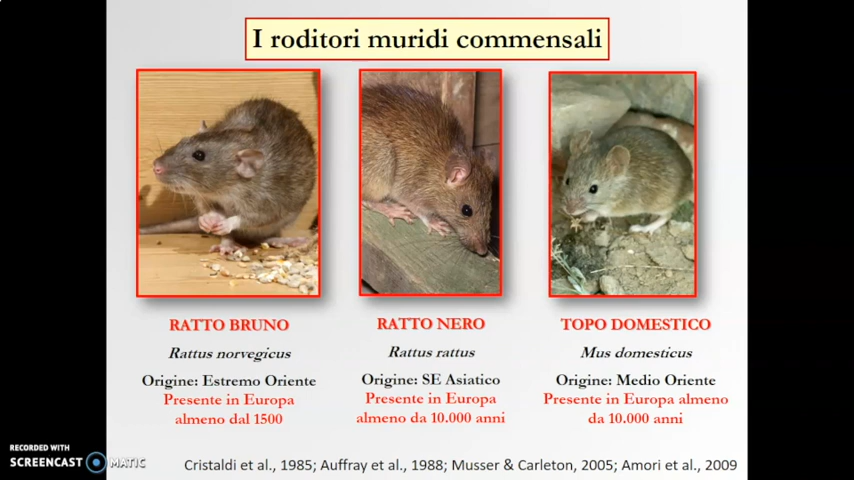 I roditori muridi commensali
RATTO BRUNO
Rattus norvegicus
Origine: Estremo Oriente
Presente in Europa
almeno dal 1500
RATTO NERO
Rattus rattus
Origine: SE Asiatico
Presente in Europa
almeno da 10.000 anni
TOPO DOMESTICO
Mus domesticus
Origine: Medio Oriente
Presente in Europa almeno
da 10.000 anni
Cristaldi et al., 1985; Auffray et al., 1988; Musser & Carleton, 2005; Amori et al., 2009
RECORDED WITH
SCREENCAST MATIC